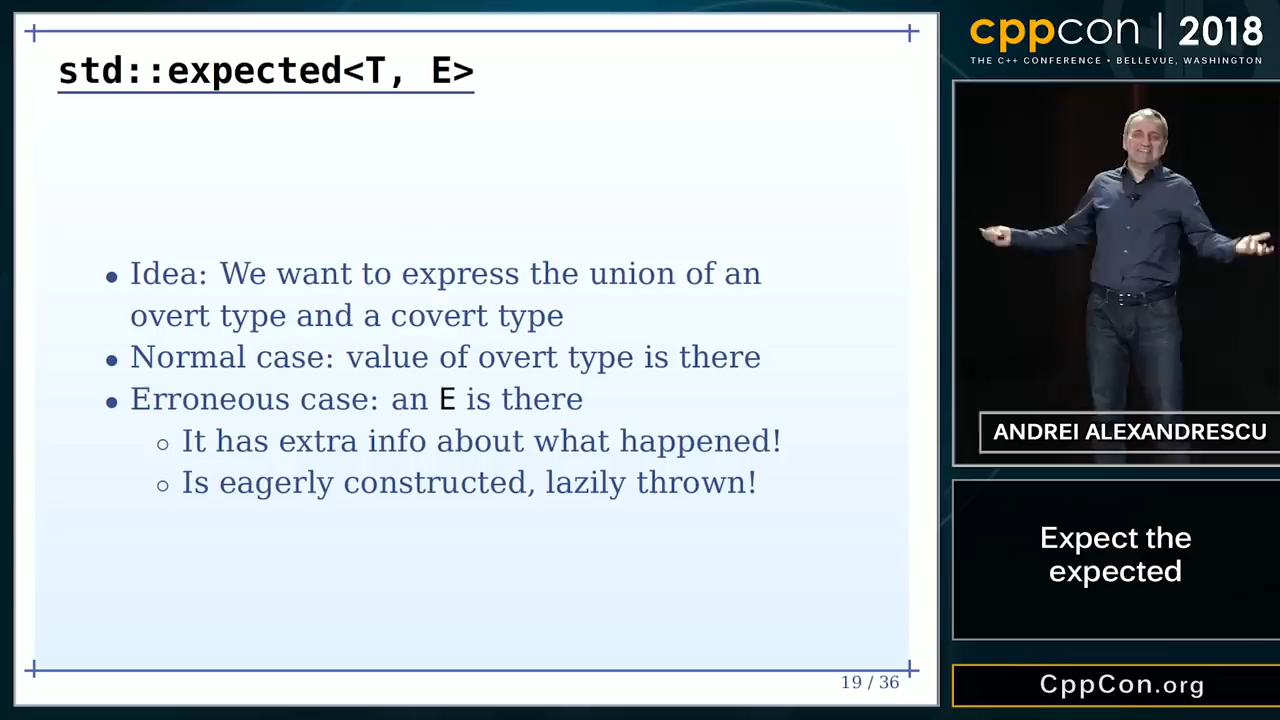 std::expected<T, E>
• Idea: We want to express the union of an
overt type and a covert type
• Normal case: value of overt type is there
• Erroneous case: an E is there
◦ It has extra info about what happened!
◦ Is eagerly constructed, lazily thrown!
19 / 36
cppcon | 2018
THE C++ CONFERENCE • BELLEVUE, WASHINGTON
ANDREI ALEXANDRESCU
Expect the
expected
CppCon.org